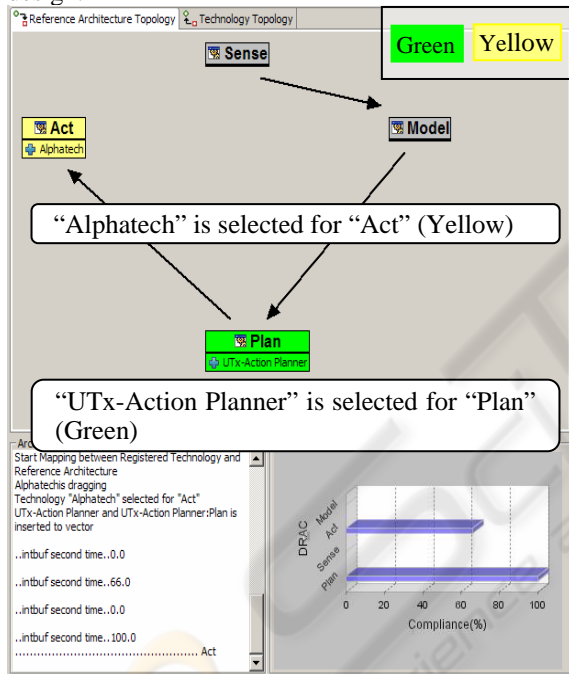 Reference Architecture Topology Technology Topology
Green Yellow
Sense
Act
Alphatech
Model
“Alphatech” is selected for “Act” (Yellow)
Plan
UTx-Action Planner
“UTx-Action Planner” is selected for “Plan”
(Green)
Start Mapping between Registered Technology and
Reference Architecture
Alphatechis dragging
Technology "Alphatech" selected for "Act"
UTx-Action Planner and UTx-Action Planner:Plan is
inserted to vector
..intbuf second time..0.0
..intbuf second time..66.0
..intbuf second time..0.0
..intbuf second time..100.0
.................................................... Act
DRAC
Model
Act
Sense
Plan
0 20 40 60 80 100
Compliance(%)